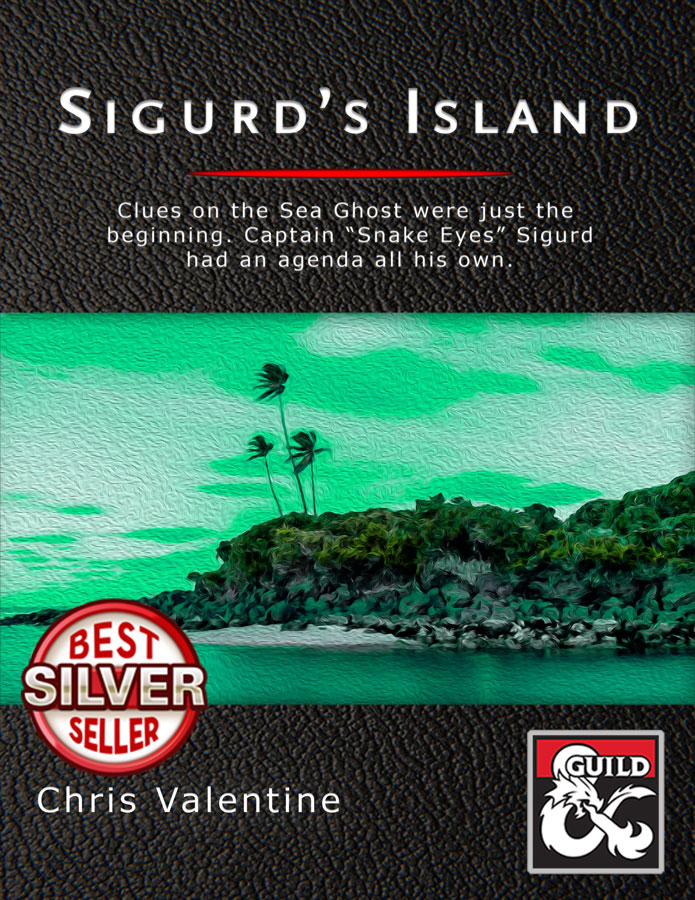 SIGURD'S ISLAND
Clues on the Sea Ghost were just the
beginning. Captain “Snake Eyes” Sigurd
had an agenda all his own.
BEST
SILVER
SELLER
Chris Valentine
GUILD